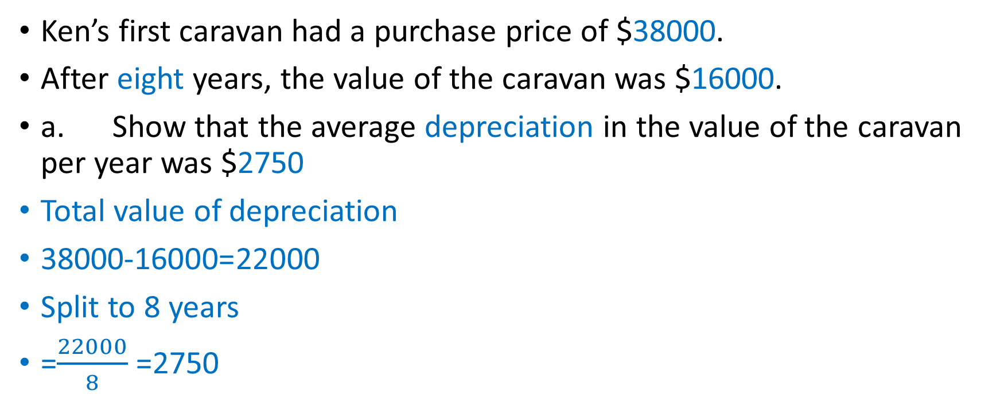 • Ken’s first caravan had a purchase price of $38000.
• After eight years, the value of the caravan was $16000.
• a. Show that the average depreciation in the value of the caravan
per year was $2750
• Total value of depreciation
• 38000-16000=22000
• Split to 8 years
• =22000/8 =2750